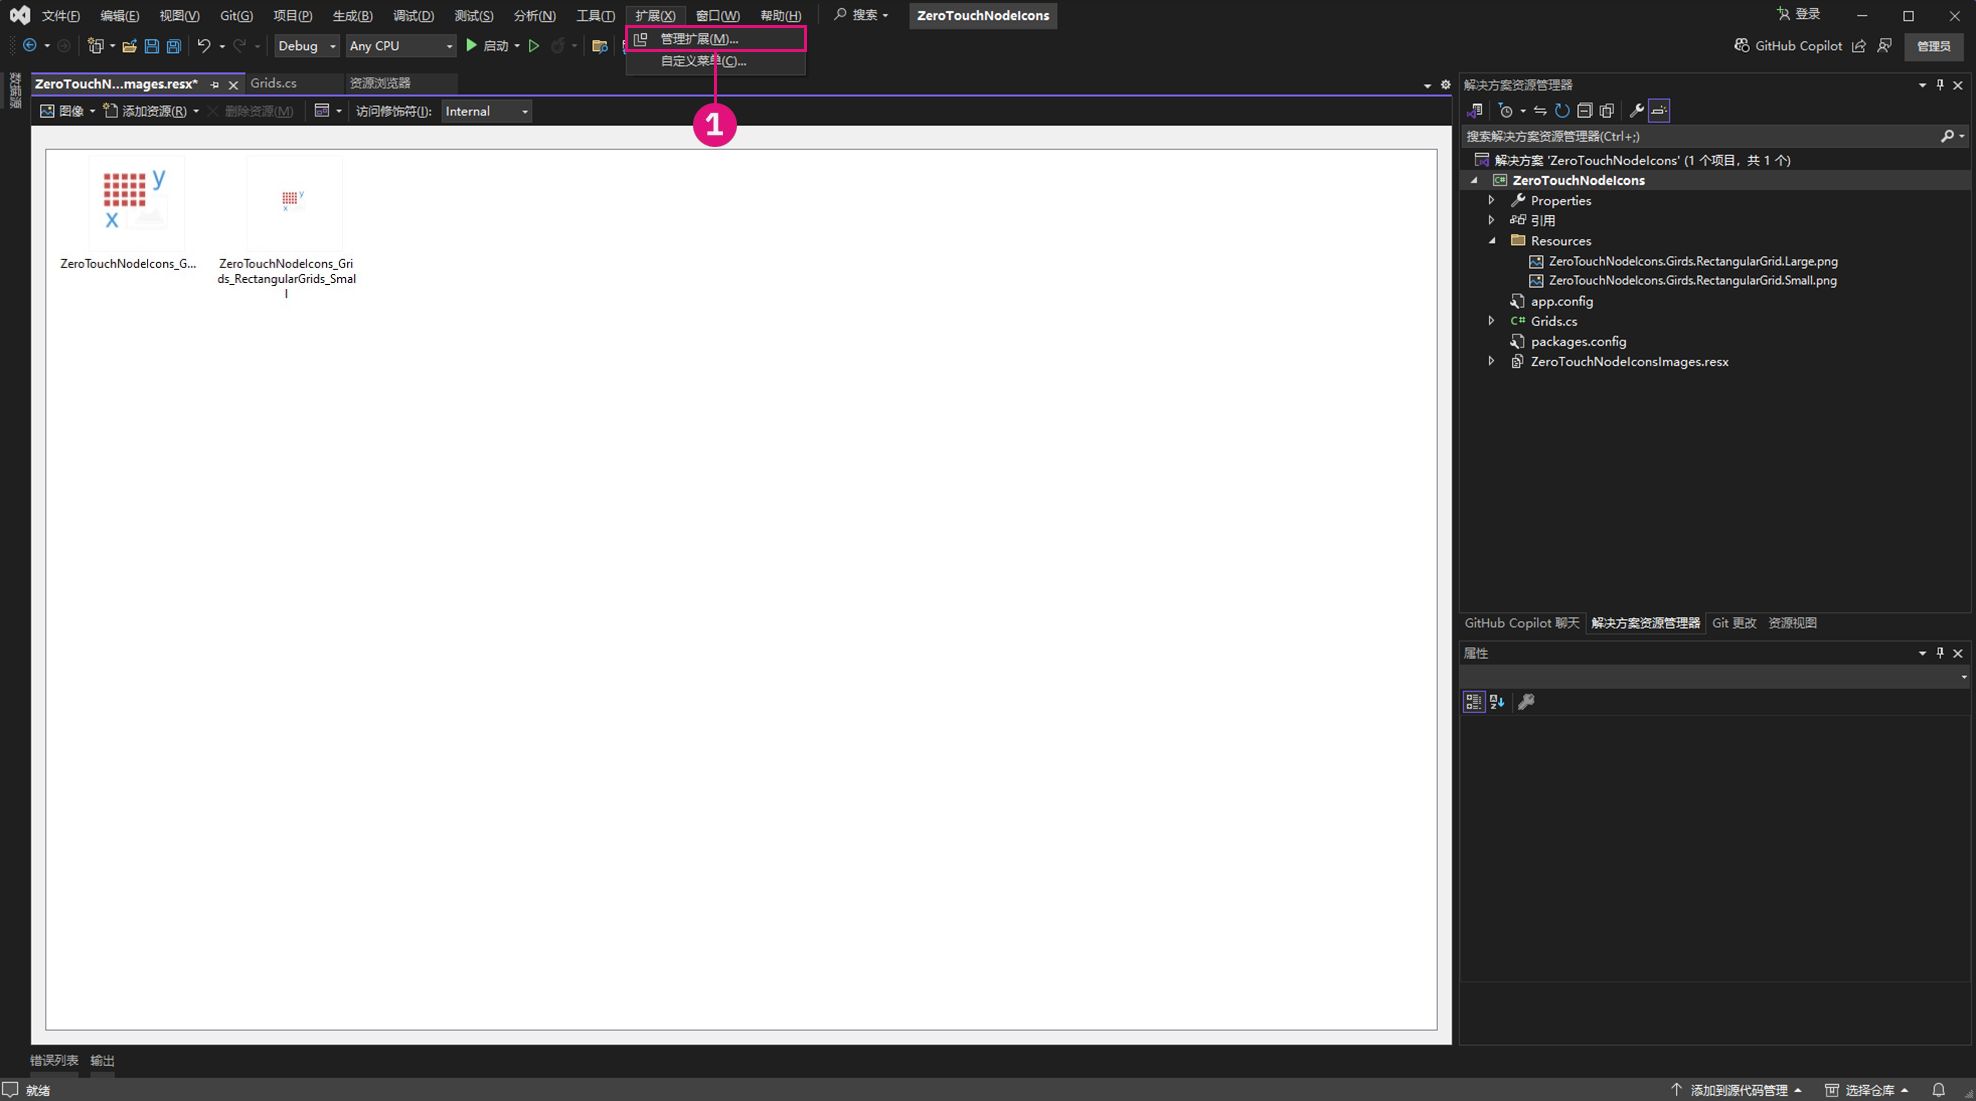 文件(F) 编辑(E) 视图(V) Git(G) 项目(P) 生成(B) 调试(D) 测试(S) 分析(N) 工具(T) 扩展(X) 窗口(W) 帮助(H) 搜索 ZeroTouchNodeIcons 登录
Debug Any CPU 启动 GitHub Copilot 管理员
管理扩展(M)...
自定义菜单(C)...
1
ZeroTouchN...mages.resx* Grids.cs 资源浏览器
图像 添加资源(R) 删除资源(M) 访问修饰符(I): Internal
y
x
y
x
ZeroTouchNodeIcons_G...
ZeroTouchNodeIcons_Gri
ds_RectangularGrids_Smal
l
解决方案资源管理器
搜索解决方案资源管理器(Ctrl+;)
解决方案 'ZeroTouchNodeIcons' (1 个项目，共 1 个)
ZeroTouchNodeIcons
Properties
引用
Resources
ZeroTouchNodeIcons.Girds.RectangularGrid.Large.png
ZeroTouchNodeIcons.Girds.RectangularGrid.Small.png
app.config
C# Grids.cs
packages.config
ZeroTouchNodeIconsImages.resx
GitHub Copilot 聊天 解决方案资源管理器 Git 更改 资源视图
属性
错误列表 输出
就绪 添加到源代码管理 选择仓库